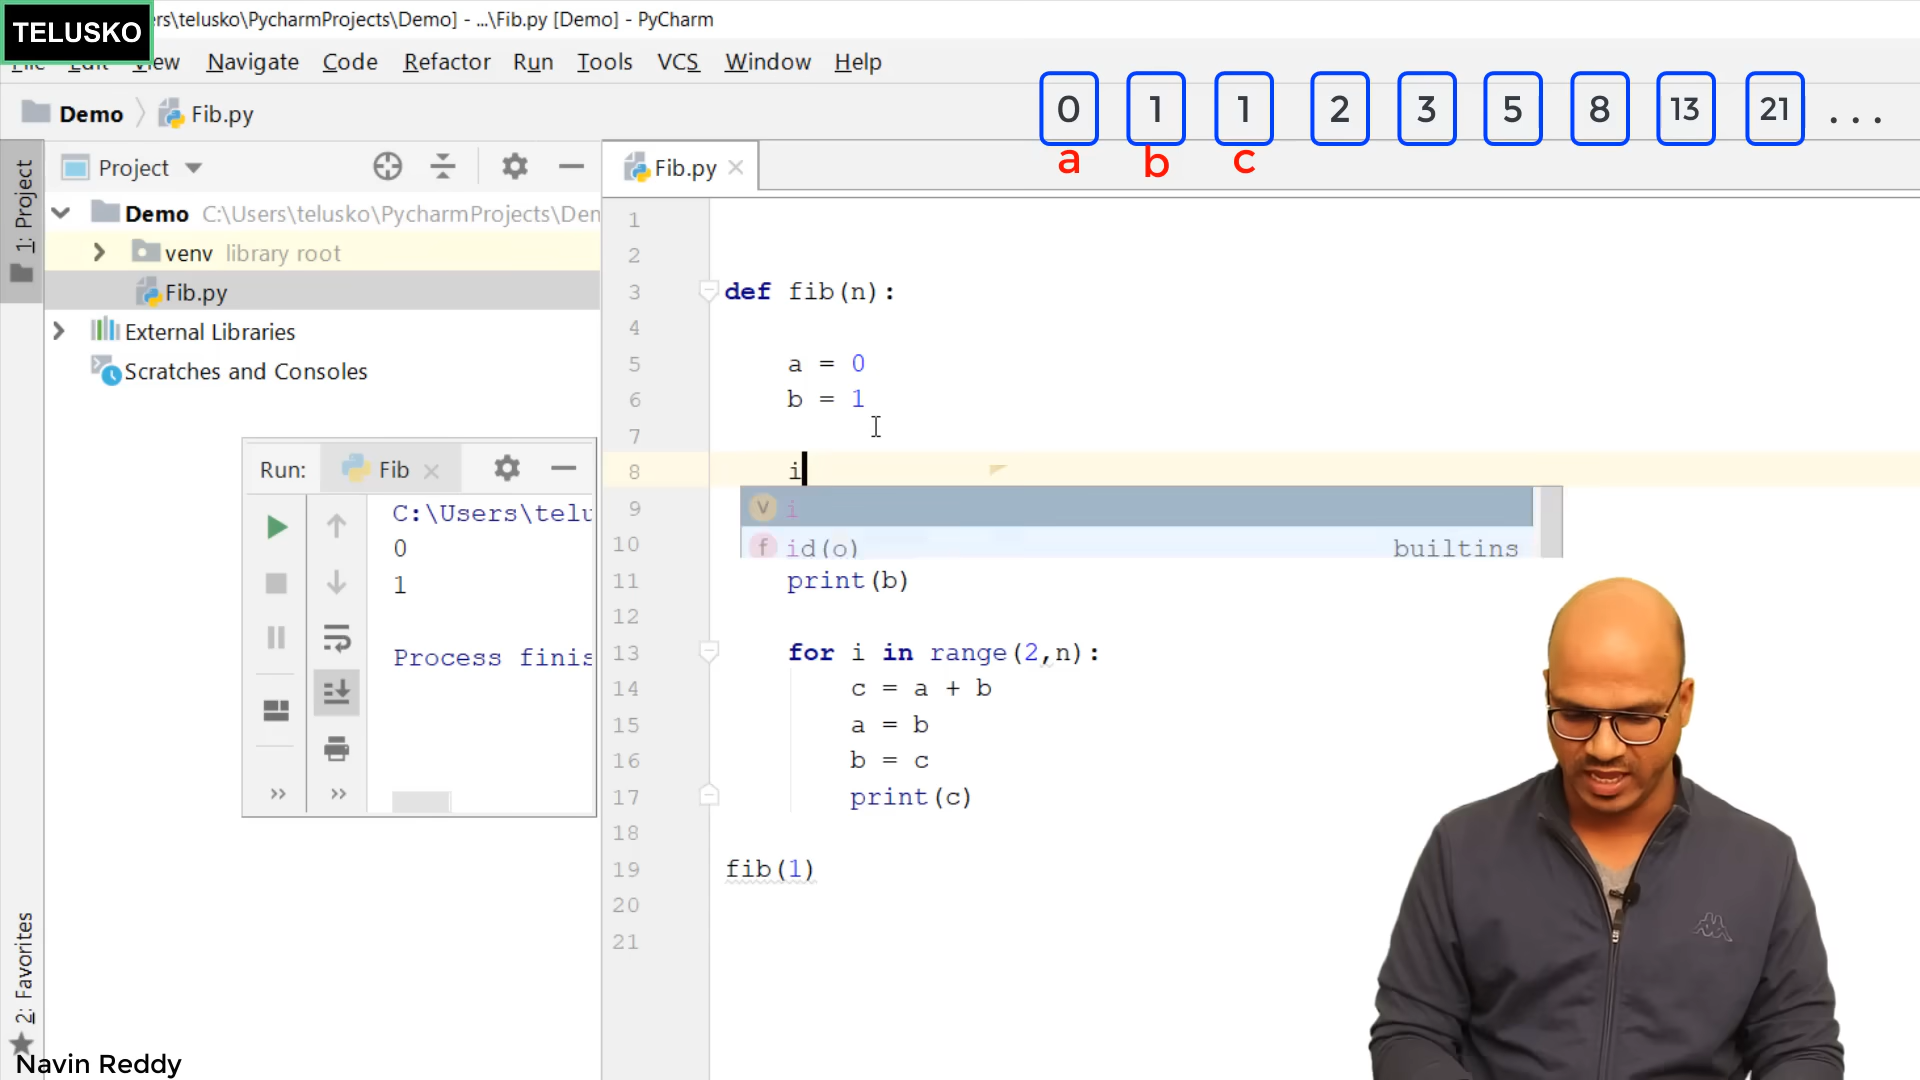 TELUSKO
rs\telusko\PycharmProjects\Demo] - ...\Fib.py [Demo] - PyCharm
File Edit View Navigate Code Refactor Run Tools VCS Window Help
Demo Fib.py
0 1 1 2 3 5 8 13 21 ...
a b c
1: Project
Project
Fib.py
Demo C:\Users\telusko\PycharmProjects\Den
venv library root
Fib.py
External Libraries
Scratches and Consoles
Run: Fib
C:\Users\telu
0
1
Process finis
1
2
3 def fib(n):
4
5 a = 0
6 b = 1
7
8 i
9 v i
10 f id(o) builtins
11 print(b)
12
13 for i in range(2,n):
14 c = a + b
15 a = b
16 b = c
17 print(c)
18
19 fib(1)
20
21
2: Favorites
Navin Reddy